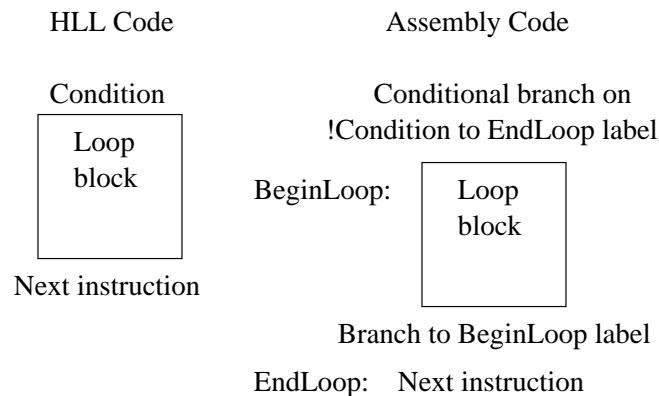 HLL Code
Assembly Code
Condition
Loop
block
Next instruction
Conditional branch on
!Condition to EndLoop label
BeginLoop:
Loop
block
Branch to BeginLoop label
EndLoop: Next instruction